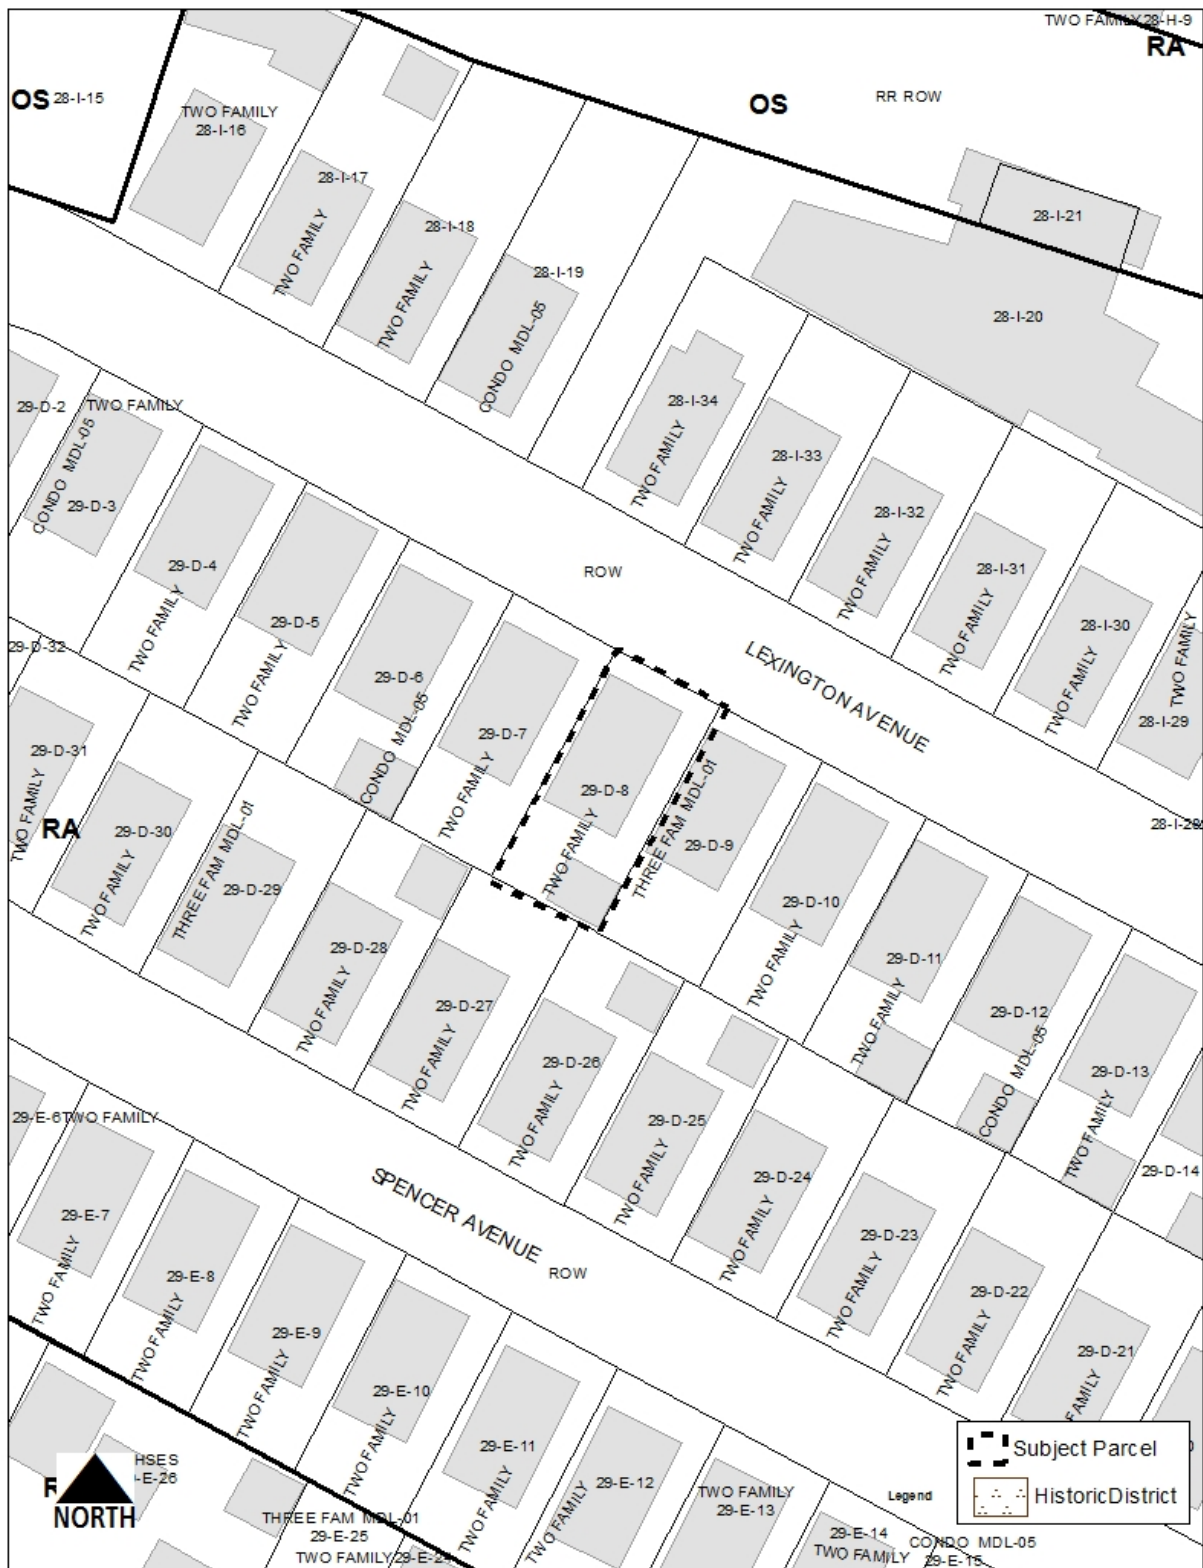 TWO FAMILY 28-H-9
RA
OS 28-I-15
OS
RR ROW
TWO FAMILY
28-I-16
28-I-17
TWO FAMILY
28-I-18
TWO FAMILY
28-I-19
CONDO MDL-05
28-I-21
28-I-20
29-D-2
TWO FAMILY
CONDO MDL-05
29-D-3
28-I-34
TWO FAMILY
28-I-33
TWO FAMILY
28-I-32
TWO FAMILY
28-I-31
TWO FAMILY
28-I-30
TWO FAMILY
TWO FAMILY
28-I-29
28-I-28
29-D-4
TWO FAMILY
29-D-5
TWO FAMILY
29-D-6
CONDO MDL-05
29-D-7
TWO FAMILY
29-D-8
TWO FAMILY
THREE FAM MDL-01
29-D-9
ROW
LEXINGTON AVENUE
29-D-32
29-D-31
TWO FAMILY
RA
29-D-30
TWO FAMILY
THREE FAM MDL-01
29-D-29
29-D-28
TWO FAMILY
29-D-27
TWO FAMILY
29-D-26
TWO FAMILY
29-D-25
TWO FAMILY
29-D-24
TWO FAMILY
29-D-23
TWO FAMILY
29-D-22
TWO FAMILY
29-D-21
FAMILY
29-D-10
TWO FAMILY
29-D-11
TWO FAMILY
29-D-12
CONDO MDL-05
29-D-13
TWO FAMILY
29-D-14
29-E-6 TWO FAMILY
29-E-7
TWO FAMILY
29-E-8
TWO FAMILY
29-E-9
TWO FAMILY
29-E-10
TWO FAMILY
29-E-11
TWO FAMILY
29-E-12
TWO FAMILY
TWO FAMILY
29-E-13
29-E-14
TWO FAMILY
CONDO MDL-05
29-E-15
SPENCER AVENUE
ROW
HSES
-E-26
NORTH
THREE FAM MDL-01
29-E-25
TWO FAMILY 29-E-24
Legend
Subject Parcel
HistoricDistrict